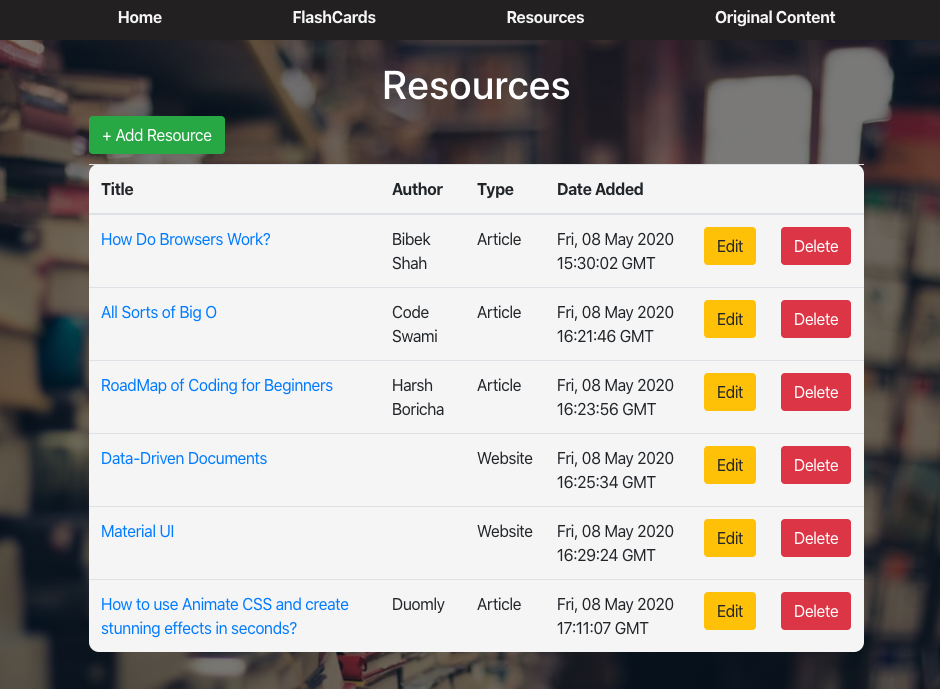 Home FlashCards Resources Original Content
Resources
+ Add Resource
Title Author Type Date Added
How Do Browsers Work? Bibek Article Fri, 08 May 2020 Edit Delete
Shah 15:30:02 GMT
All Sorts of Big O Code Article Fri, 08 May 2020 Edit Delete
Swami 16:21:46 GMT
RoadMap of Coding for Beginners Harsh Article Fri, 08 May 2020 Edit Delete
Boricha 16:23:56 GMT
Data-Driven Documents Website Fri, 08 May 2020 Edit Delete
16:25:34 GMT
Material UI Website Fri, 08 May 2020 Edit Delete
16:29:24 GMT
How to use Animate CSS and create Duomly Article Fri, 08 May 2020 Edit Delete
stunning effects in seconds? 17:11:07 GMT